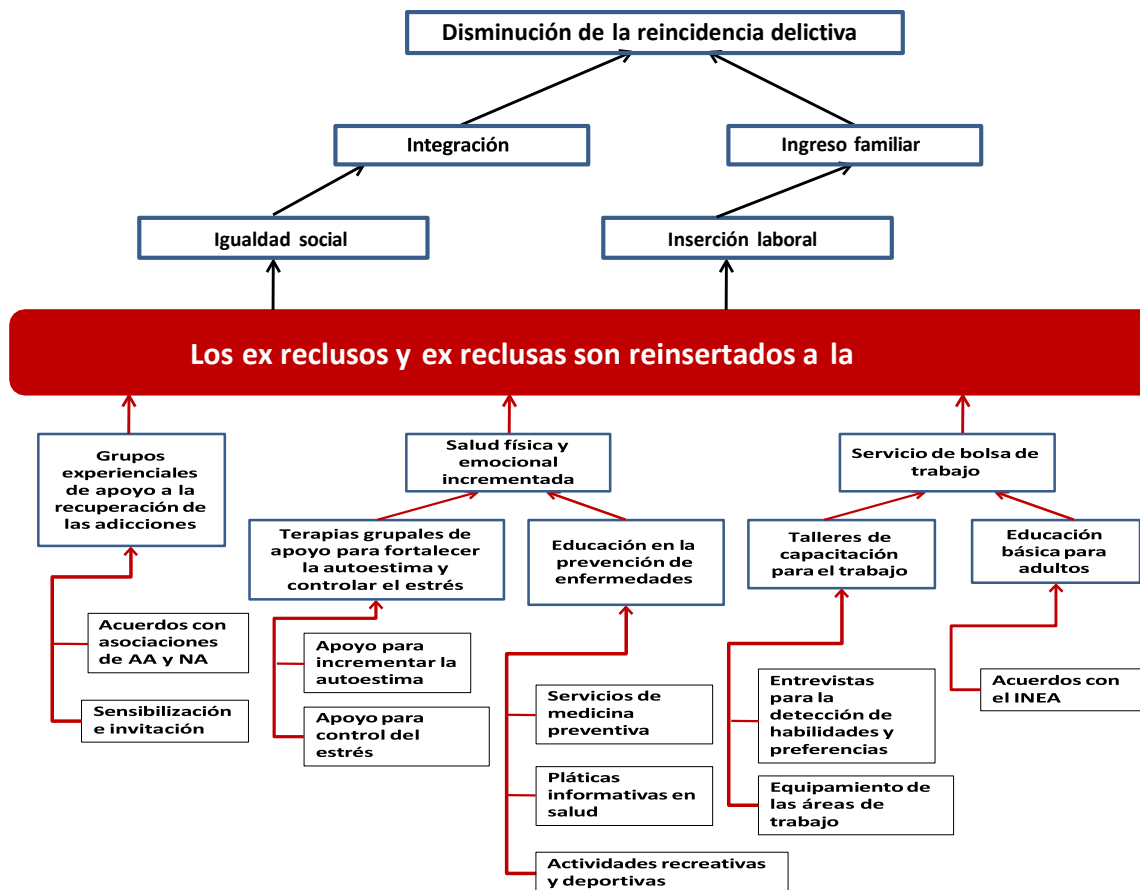 Disminución de la reincidencia delictiva
Integración
Ingreso familiar
Igualdad social
Inserción laboral
Los ex reclusos y ex reclusas son reinsertados a la
Grupos
experienciales
de apoyo a la
recuperación de
las adicciones
Salud física y
emocional
incrementada
Servicio de bolsa de
trabajo
Terapias grupales de
apoyo para fortalecer
la autoestima y
controlar el estrés
Educación en la
prevención de
enfermedades
Talleres de
capacitación
para el trabajo
Educación
básica para
adultos
Acuerdos con
asociaciones
de AA y NA
Sensibilización
e invitación
Apoyo para
incrementar la
autoestima
Apoyo para
control del
estrés
Servicios de
medicina
preventiva
Pláticas
informativas en
salud
Actividades recreativas
y deportivas
Entrevistas
para la
detección de
habilidades y
preferencias
Equipamiento de
las áreas de
trabajo
Acuerdos con
el INEA